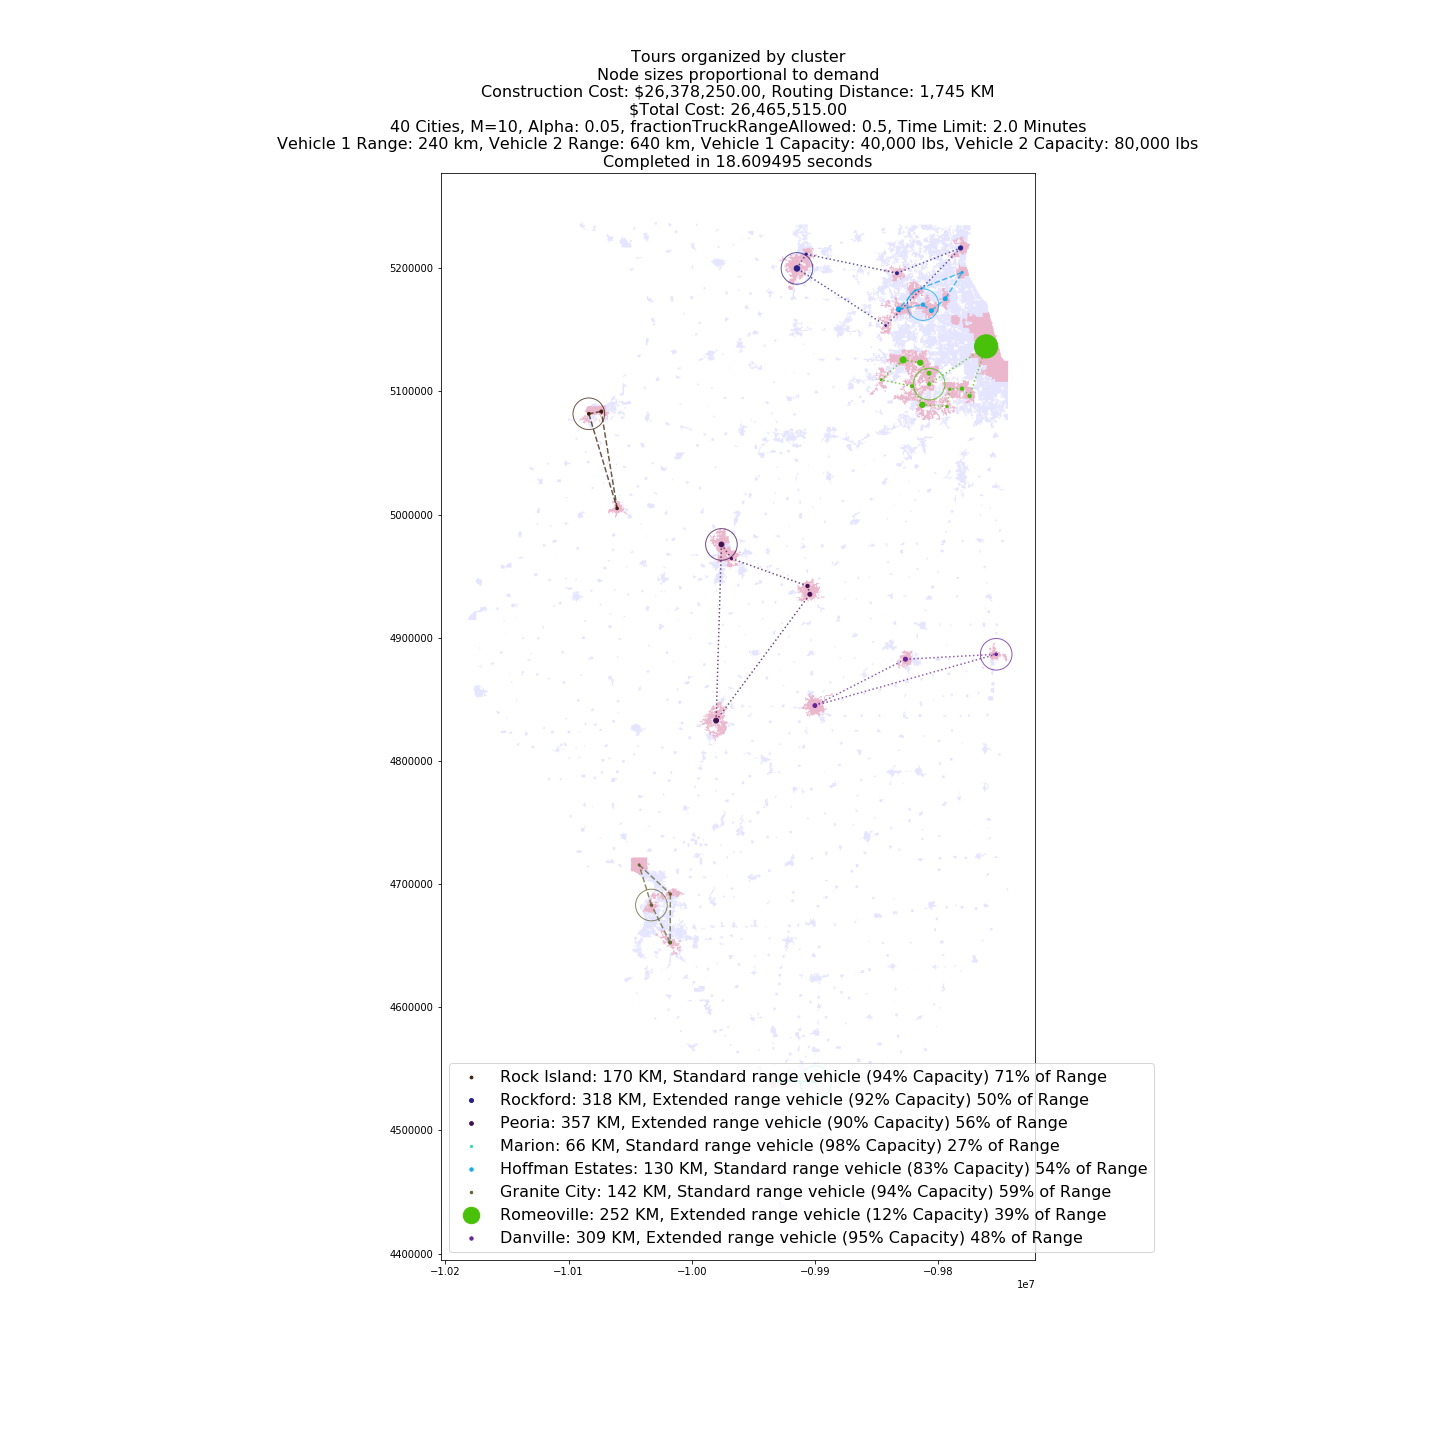 Tours organized by cluster
Node sizes proportional to demand
Construction Cost: $26,378,250.00, Routing Distance: 1,745 KM
$Total Cost: 26,465,515.00
40 Cities, M=10, Alpha: 0.05, fractionTruckRangeAllowed: 0.5, Time Limit: 2.0 Minutes
Vehicle 1 Range: 240 km, Vehicle 2 Range: 640 km, Vehicle 1 Capacity: 40,000 lbs, Vehicle 2 Capacity: 80,000 lbs
Completed in 18.609495 seconds
5200000
5100000
5000000
4900000
4800000
4700000
4600000
4500000
4400000
Rock Island: 170 KM, Standard range vehicle (94% Capacity) 71% of Range
Rockford: 318 KM, Extended range vehicle (92% Capacity) 50% of Range
Peoria: 357 KM, Extended range vehicle (90% Capacity) 56% of Range
Marion: 66 KM, Standard range vehicle (98% Capacity) 27% of Range
Hoffman Estates: 130 KM, Standard range vehicle (83% Capacity) 54% of Range
Granite City: 142 KM, Standard range vehicle (94% Capacity) 59% of Range
Romeoville: 252 KM, Extended range vehicle (12% Capacity) 39% of Range
Danville: 309 KM, Extended range vehicle (95% Capacity) 48% of Range
−1.02 −1.01 −1.00 −0.99 −0.98
1e7